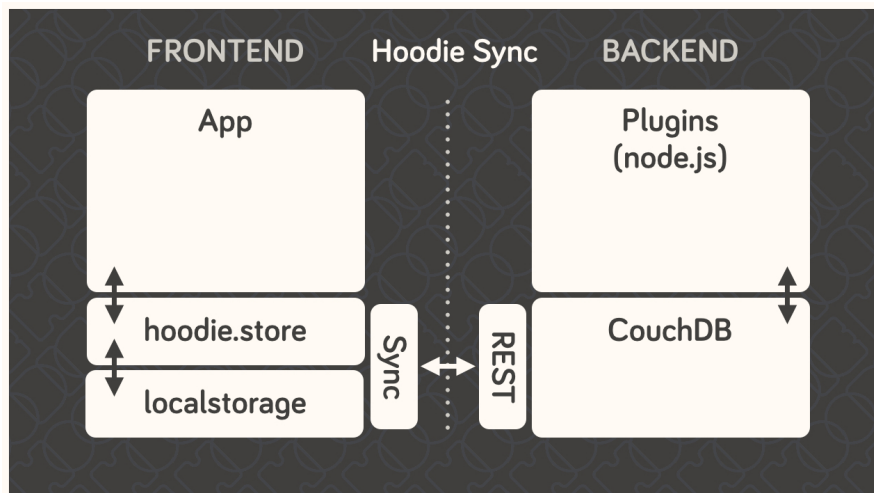 FRONTEND
Hoodie Sync
BACKEND
App
Plugins
(node.js)
hoodie.store
localstorage
Sync
REST
CouchDB